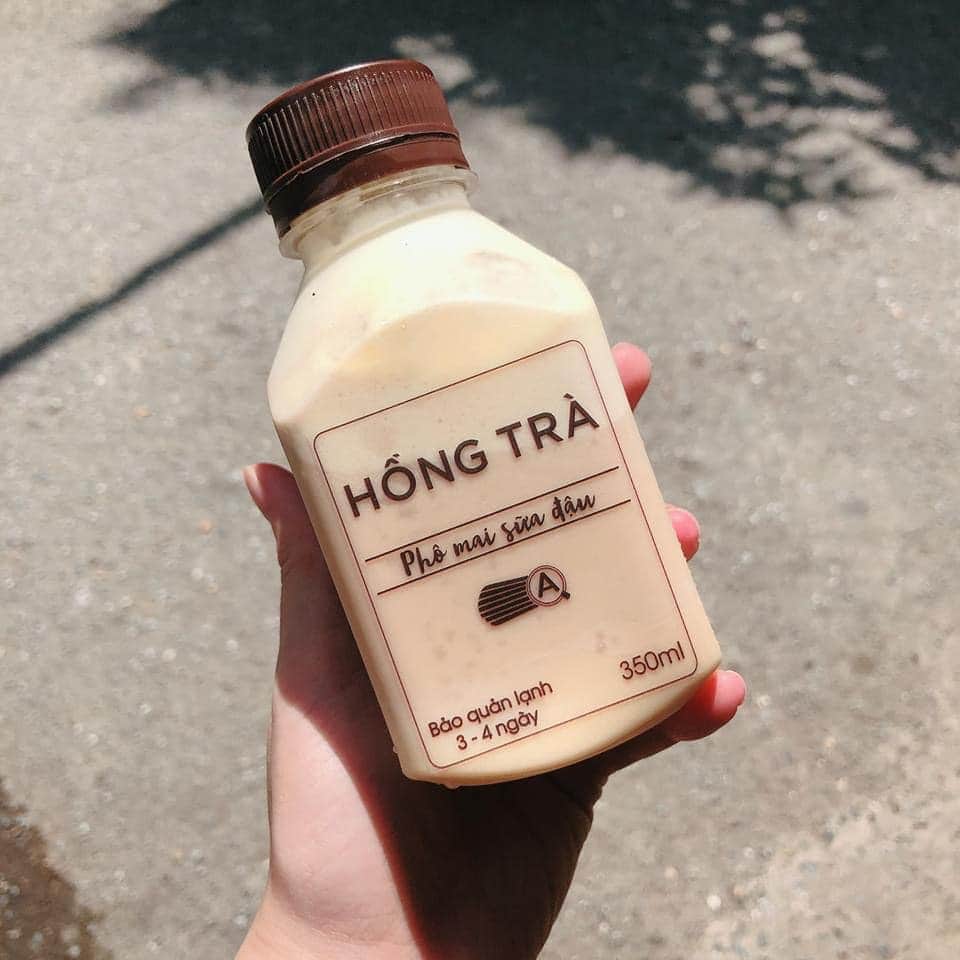 HỒNG TRÀ
Phô mai sữa đậu
A
350ml
Bảo quản lạnh
3 - 4 ngày